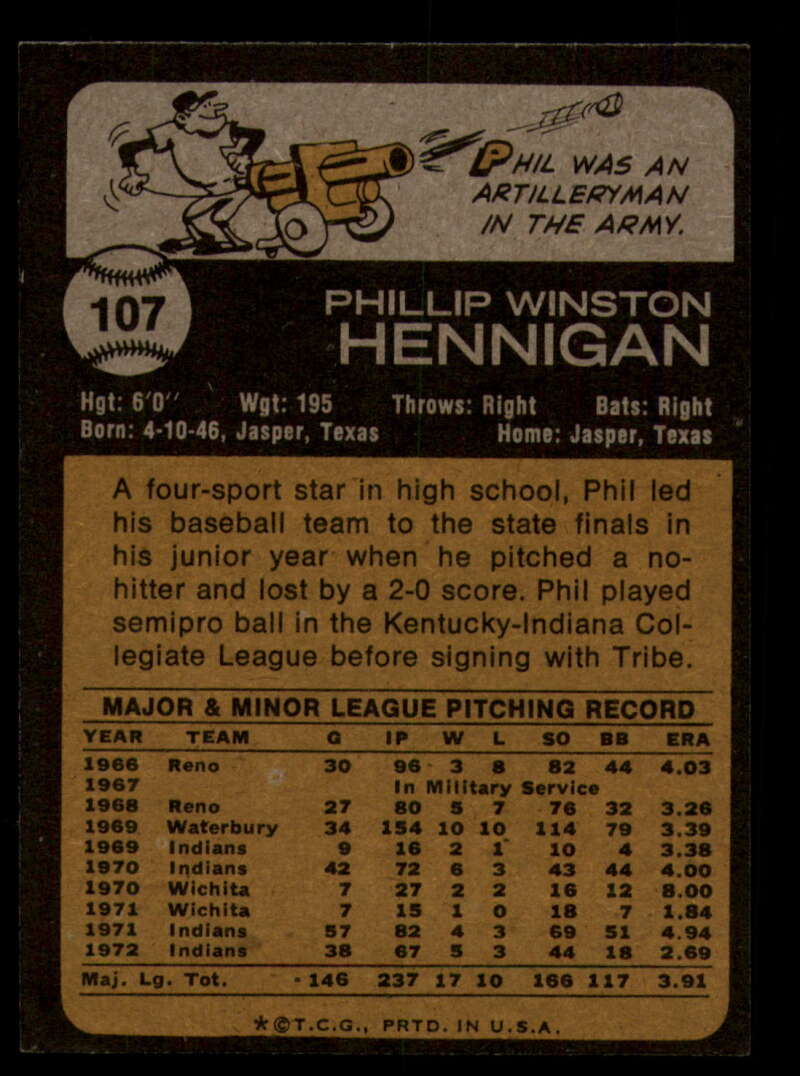 PHIL WAS AN
ARTILLERYMAN
IN THE ARMY.
107
PHILLIP WINSTON
HENNIGAN
Hgt: 6'0" Wgt: 195 Throws: Right Bats: Right
Born: 4-10-46, Jasper, Texas Home: Jasper, Texas
A four-sport star in high school, Phil led
his baseball team to the state finals in
his junior year when he pitched a no-
hitter and lost by a 2-0 score. Phil played
semipro ball in the Kentucky-Indiana Col-
legiate League before signing with Tribe.
MAJOR & MINOR LEAGUE PITCHING RECORD
YEAR TEAM G IP W L SO BB ERA
1966 Reno 30 96 3 8 82 44 4.03
1967 In Military Service
1968 Reno 27 80 5 7 76 32 3.26
1969 Waterbury 34 154 10 10 114 79 3.39
1969 Indians 9 16 2 1 10 4 3.38
1970 Indians 42 72 6 3 43 44 4.00
1970 Wichita 7 27 2 2 16 12 8.00
1971 Wichita 7 15 1 0 18 7 1.84
1971 Indians 57 82 4 3 69 51 4.94
1972 Indians 38 67 5 3 44 18 2.69
Maj. Lg. Tot. 146 237 17 10 166 117 3.91
*©T.C.G., PRTD. IN U.S.A.